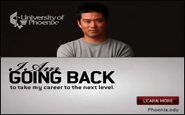 University of
Phoenix
I Am
GOING BACK
to take my career to the next level.
LEARN MORE
Phoenix.edu